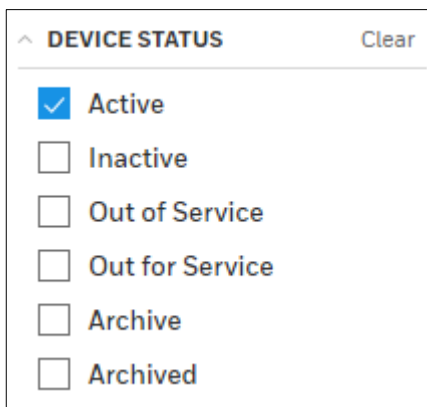 DEVICE STATUS Clear
Active
Inactive
Out of Service
Out for Service
Archive
Archived